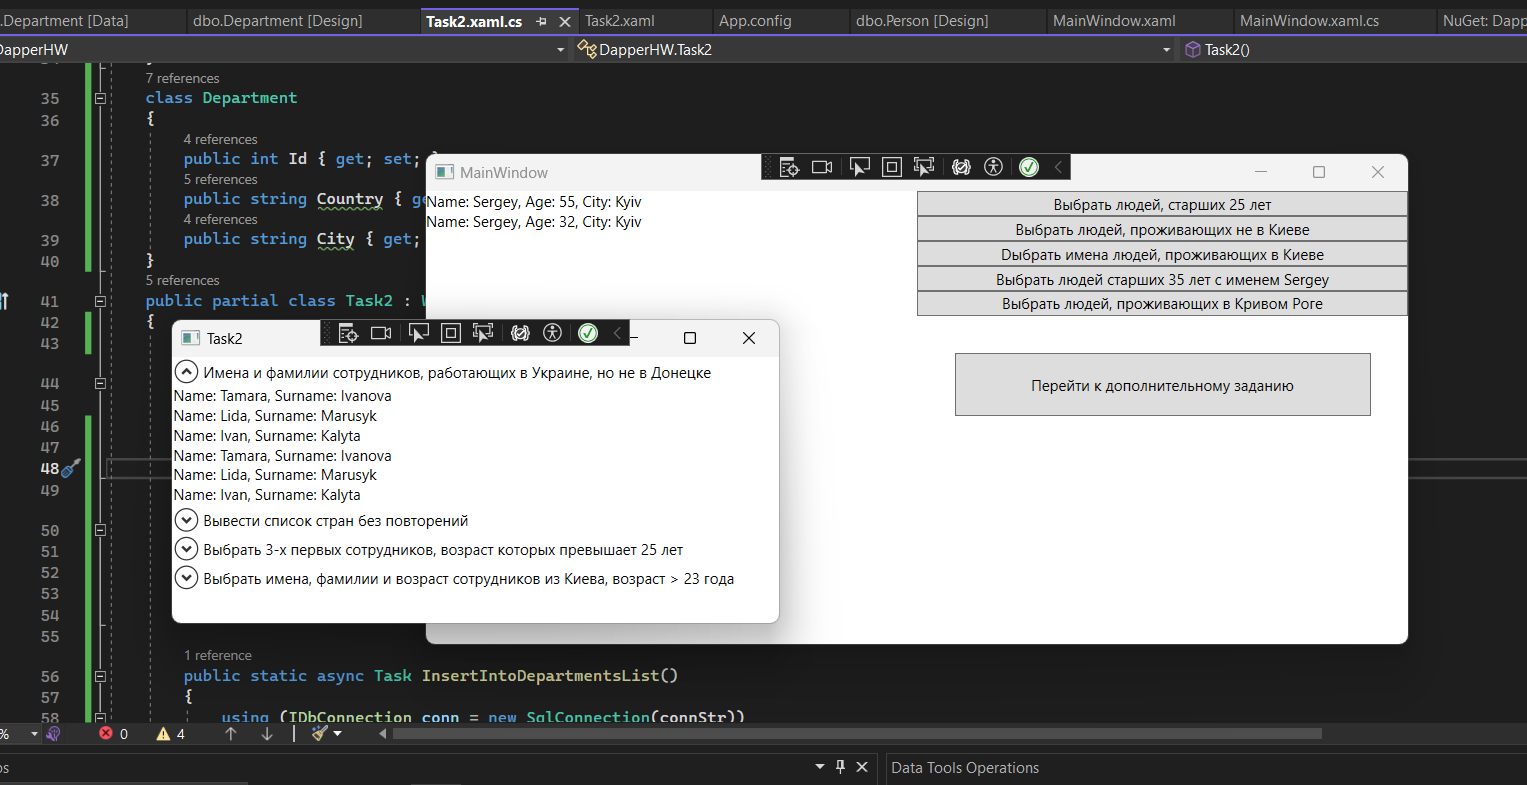 .Department [Data]
dbo.Department [Design]
Task2.xaml.cs
Task2.xaml
App.config
dbo.Person [Design]
MainWindow.xaml
MainWindow.xaml.cs
NuGet: Dapp
DapperHW
DapperHW.Task2
Task2()
7 references
35 class Department
36 {
4 references
37 public int Id { get; set; }
5 references
38 public string Country { ge
4 references
39 public string City { get;
40 }
5 references
41 public partial class Task2 :
42 {
43
44
45
46
47
48
49
50
51
52
53
54
55
1 reference
56 public static async Task InsertIntoDepartmentsList()
57 {
58 using (IDbConnection conn = new SqlConnection(connStr))
MainWindow
Name: Sergey, Age: 55, City: Kyiv
Name: Sergey, Age: 32, City: Kyiv
Выбрать людей, старших 25 лет
Выбрать людей, проживающих не в Киеве
Dыбрать имена людей, проживающих в Киеве
Выбрать людей старших 35 лет с именем Sergey
Выбрать людей, проживающих в Кривом Роге
Перейти к дополнительному заданию
Task2
Имена и фамилии сотрудников, работающих в Украине, но не в Донецке
Name: Tamara, Surname: Ivanova
Name: Lida, Surname: Marusyk
Name: Ivan, Surname: Kalyta
Name: Tamara, Surname: Ivanova
Name: Lida, Surname: Marusyk
Name: Ivan, Surname: Kalyta
Вывести список стран без повторений
Выбрать 3-х первых сотрудников, возраст которых превышает 25 лет
Выбрать имена, фамилии и возраст сотрудников из Киева, возраст > 23 года
%
0
4
os
Data Tools Operations